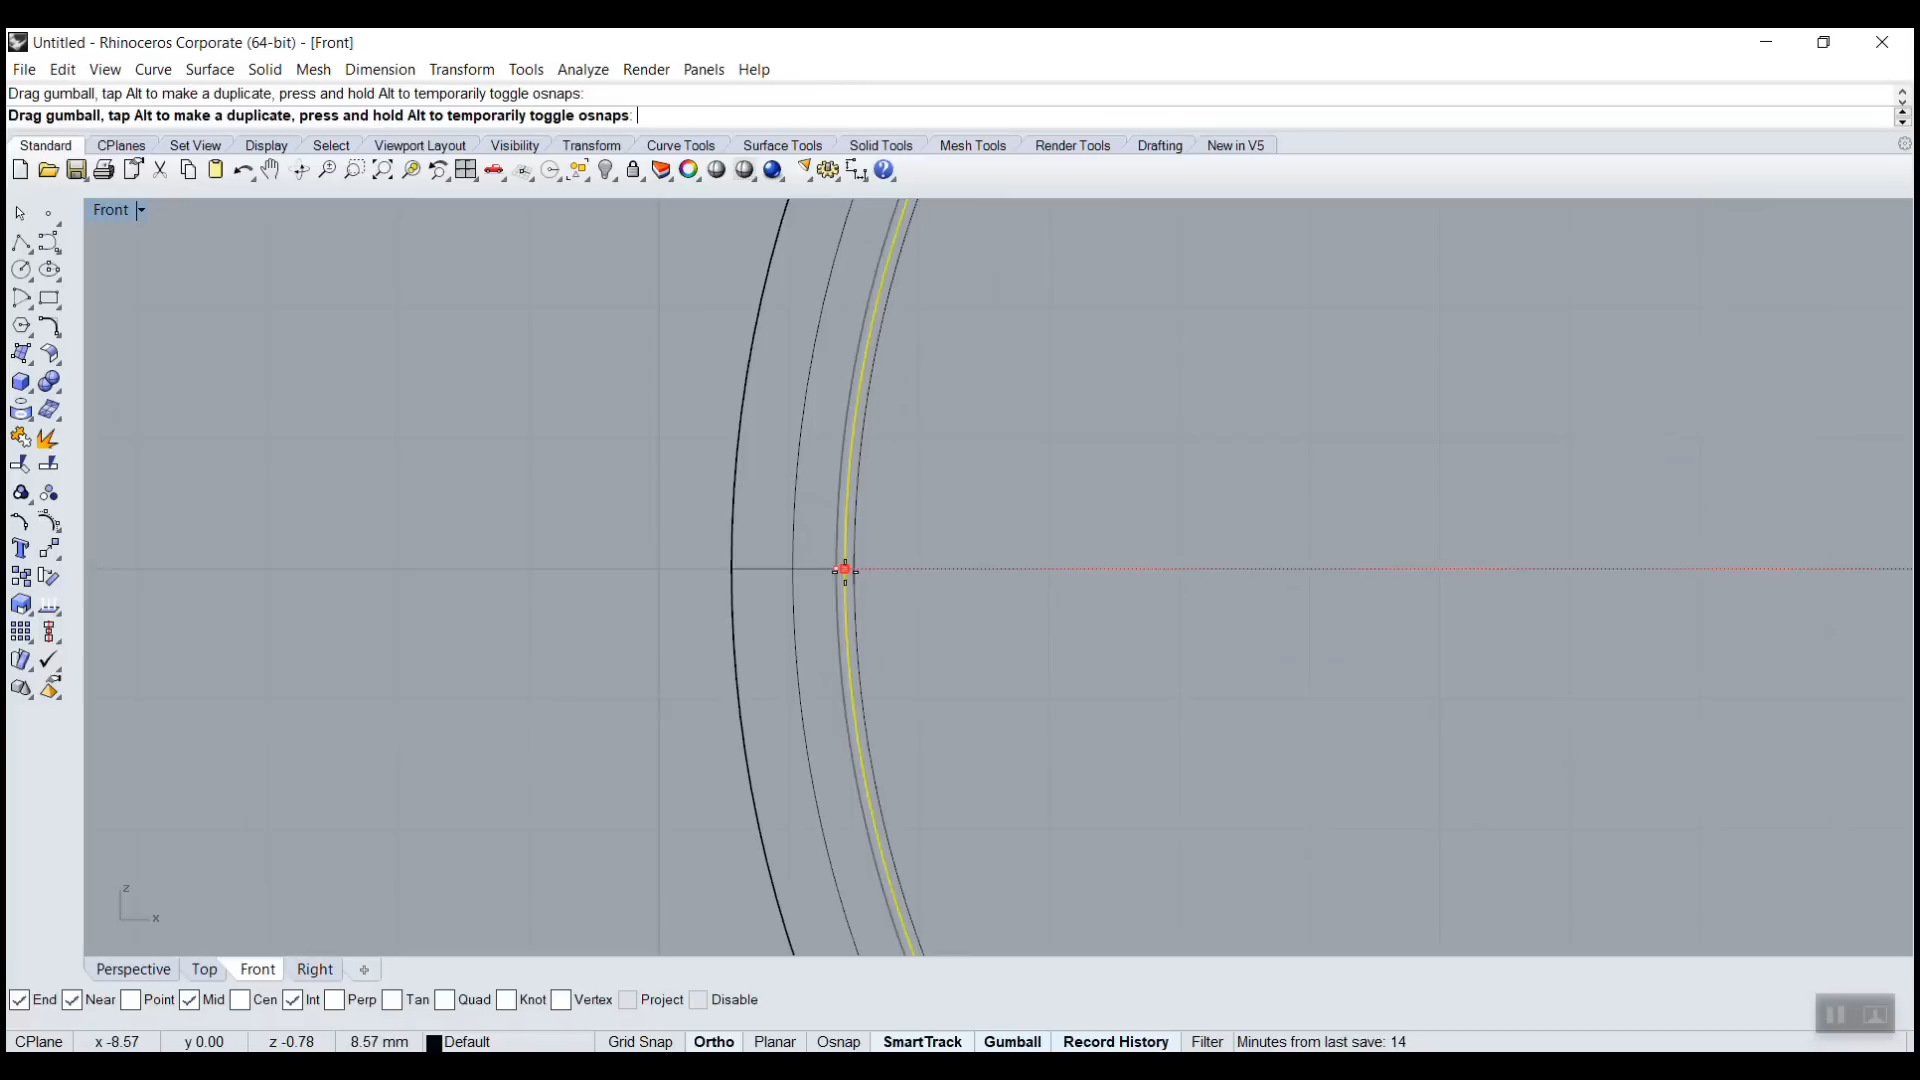 Untitled - Rhinoceros Corporate (64-bit) - [Front]
File Edit View Curve Surface Solid Mesh Dimension Transform Tools Analyze Render Panels Help
Drag gumball, tap Alt to make a duplicate, press and hold Alt to temporarily toggle osnaps:
Drag gumball, tap Alt to make a duplicate, press and hold Alt to temporarily toggle osnaps:
Standard CPlanes Set View Display Select Viewport Layout Visibility Transform Curve Tools Surface Tools Solid Tools Mesh Tools Render Tools Drafting New in V5
Front
z
x
Perspective Top Front Right
End Near Point Mid Cen Int Perp Tan Quad Knot Vertex Project Disable
CPlane x -8.57 y 0.00 z -0.78 8.57 mm Default Grid Snap Ortho Planar Osnap SmartTrack Gumball Record History Filter Minutes from last save: 14